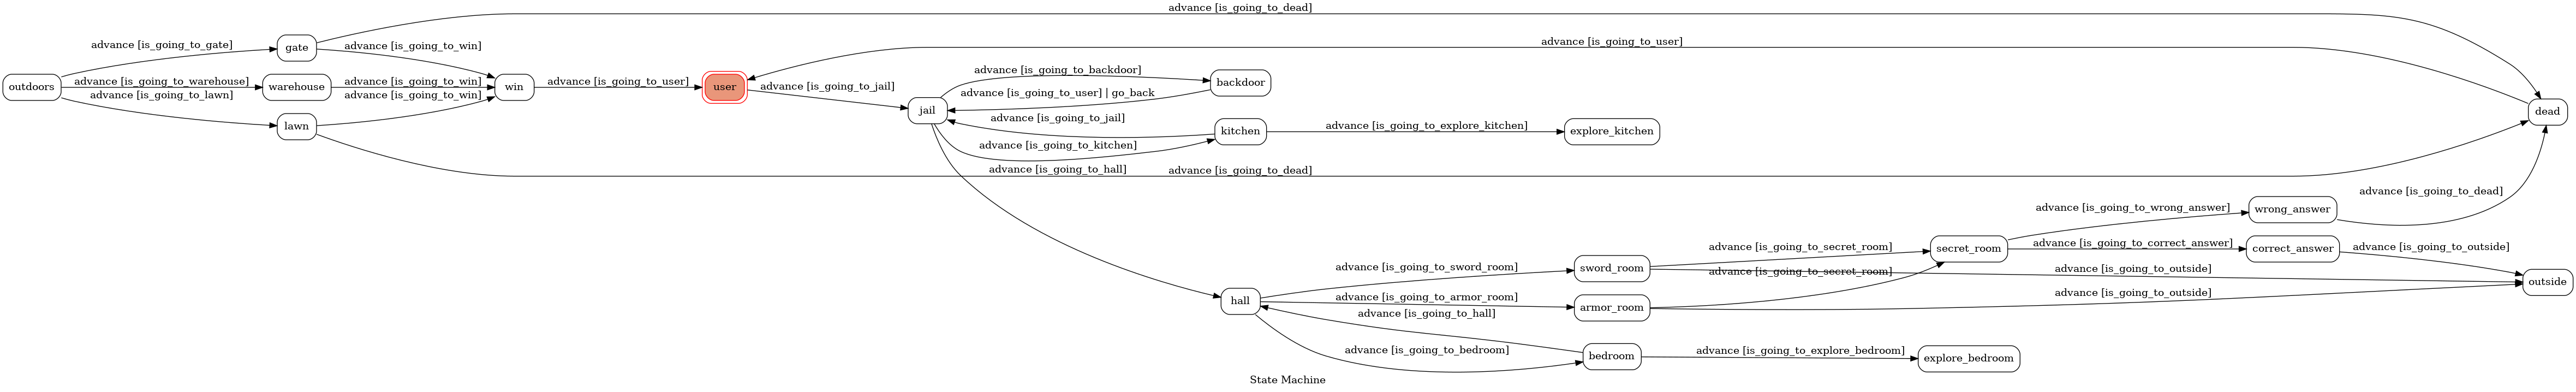 advance [is_going_to_dead]
advance [is_going_to_user]
advance [is_going_to_gate]
gate
advance [is_going_to_win]
outdoors
advance [is_going_to_warehouse]
warehouse
advance [is_going_to_win]
win
advance [is_going_to_user]
user
advance [is_going_to_jail]
advance [is_going_to_lawn]
lawn
advance [is_going_to_win]
jail
advance [is_going_to_backdoor]
backdoor
advance [is_going_to_user] | go_back
advance [is_going_to_jail]
kitchen
advance [is_going_to_explore_kitchen]
explore_kitchen
advance [is_going_to_kitchen]
dead
advance [is_going_to_hall]
advance [is_going_to_dead]
advance [is_going_to_wrong_answer]
wrong_answer
advance [is_going_to_dead]
advance [is_going_to_secret_room]
secret_room
advance [is_going_to_correct_answer]
correct_answer
advance [is_going_to_outside]
advance [is_going_to_sword_room]
sword_room
advance [is_going_to_secret_room]
advance [is_going_to_outside]
outside
hall
advance [is_going_to_armor_room]
armor_room
advance [is_going_to_outside]
advance [is_going_to_hall]
advance [is_going_to_bedroom]
bedroom
advance [is_going_to_explore_bedroom]
explore_bedroom
State Machine